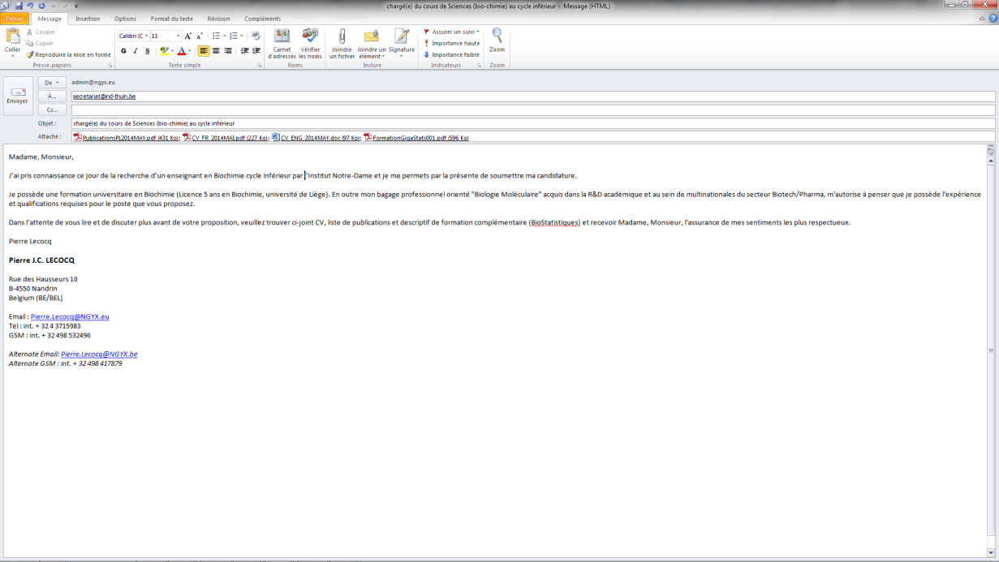 chargé(e) du cours de Sciences (bio-chimie) au cycle inférieur - Message (HTML)
Fichier Message Insertion Options Format du texte Révision Compléments
Coller
Couper
Copier
Reproduire la mise en forme
Presse-papiers
Calibri (C 11
G I S
Texte simple
Carnet d'adresses
Vérifier les noms
Noms
Joindre un fichier
Joindre un élément
Signature
Inclure
Assurer un suivi
Importance haute
Importance faible
Indicateurs
Zoom
Zoom
Envoyer
De admin@ngyx.eu
À... secretariat@ind-thuin.be
Cc...
Objet : chargé(e) du cours de Sciences (bio-chimie) au cycle inférieur
Attaché : PublicationsPL2014MAY.pdf (431 Ko); CV_FR_2014MAI.pdf (227 Ko); CV_ENG_2014MAY.doc (97 Ko); FormationGigaStats001.pdf (596 Ko)
Madame, Monsieur,
J'ai pris connaissance ce jour de la recherche d'un enseignant en Biochimie cycle inférieur par l'Institut Notre-Dame et je me permets par la présente de soumettre ma candidature.
Je possède une formation universitaire en Biochimie (Licence 5 ans en Biochimie, université de Liège). En outre mon bagage professionnel orienté "Biologie Moléculaire" acquis dans la R&D académique et au sein de multinationales du secteur Biotech/Pharma, m'autorise à penser que je possède l'expérience
et qualifications requises pour le poste que vous proposez.
Dans l'attente de vous lire et de discuter plus avant de votre proposition, veuillez trouver ci-joint CV, liste de publications et descriptif de formation complémentaire (BioStatistiques) et recevoir Madame, Monsieur, l'assurance de mes sentiments les plus respectueux.
Pierre Lecocq
Pierre J.C. LECOCQ
Rue des Hausseurs 10
B-4550 Nandrin
Belgium (BE/BEL)
Email : Pierre.Lecocq@NGYX.eu
Tel : int. + 32 4 3715983
GSM : int. + 32 498 532496
Alternate Email: Pierre.Lecocq@NGYX.be
Alternate GSM : int. + 32 498 417879